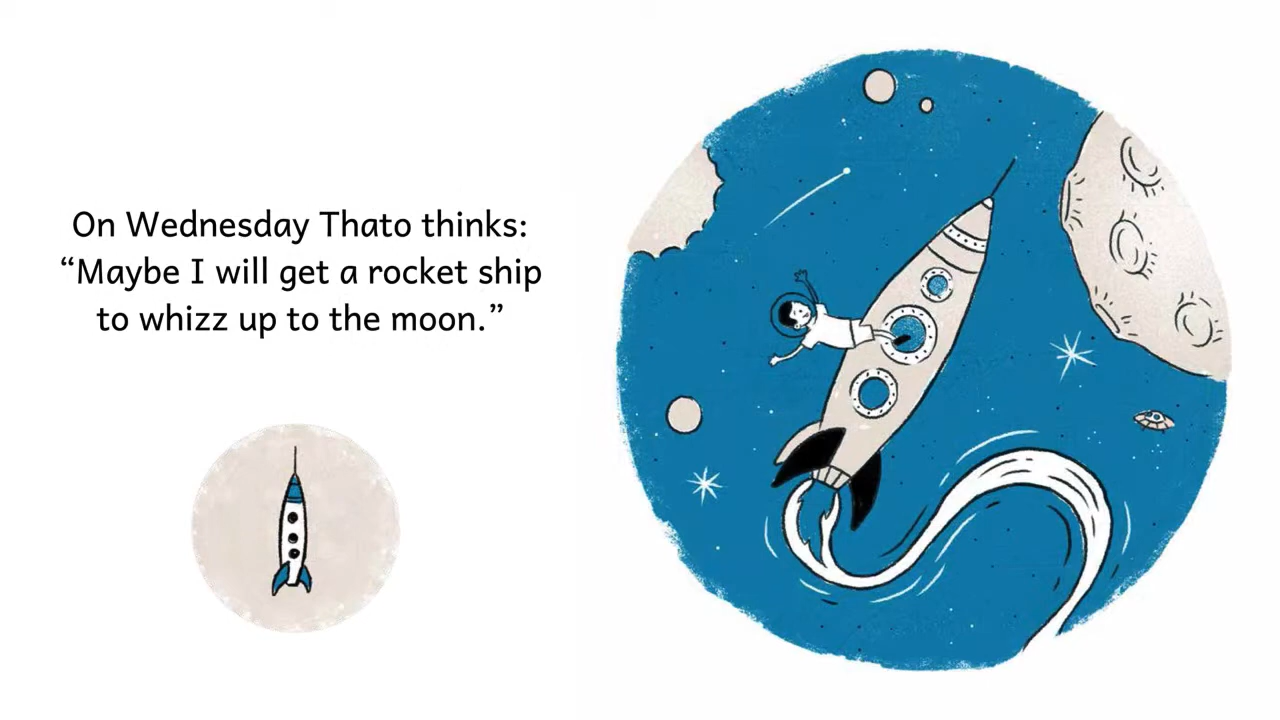 On Wednesday Thato thinks:
“Maybe I will get a rocket ship
to whizz up to the moon.”